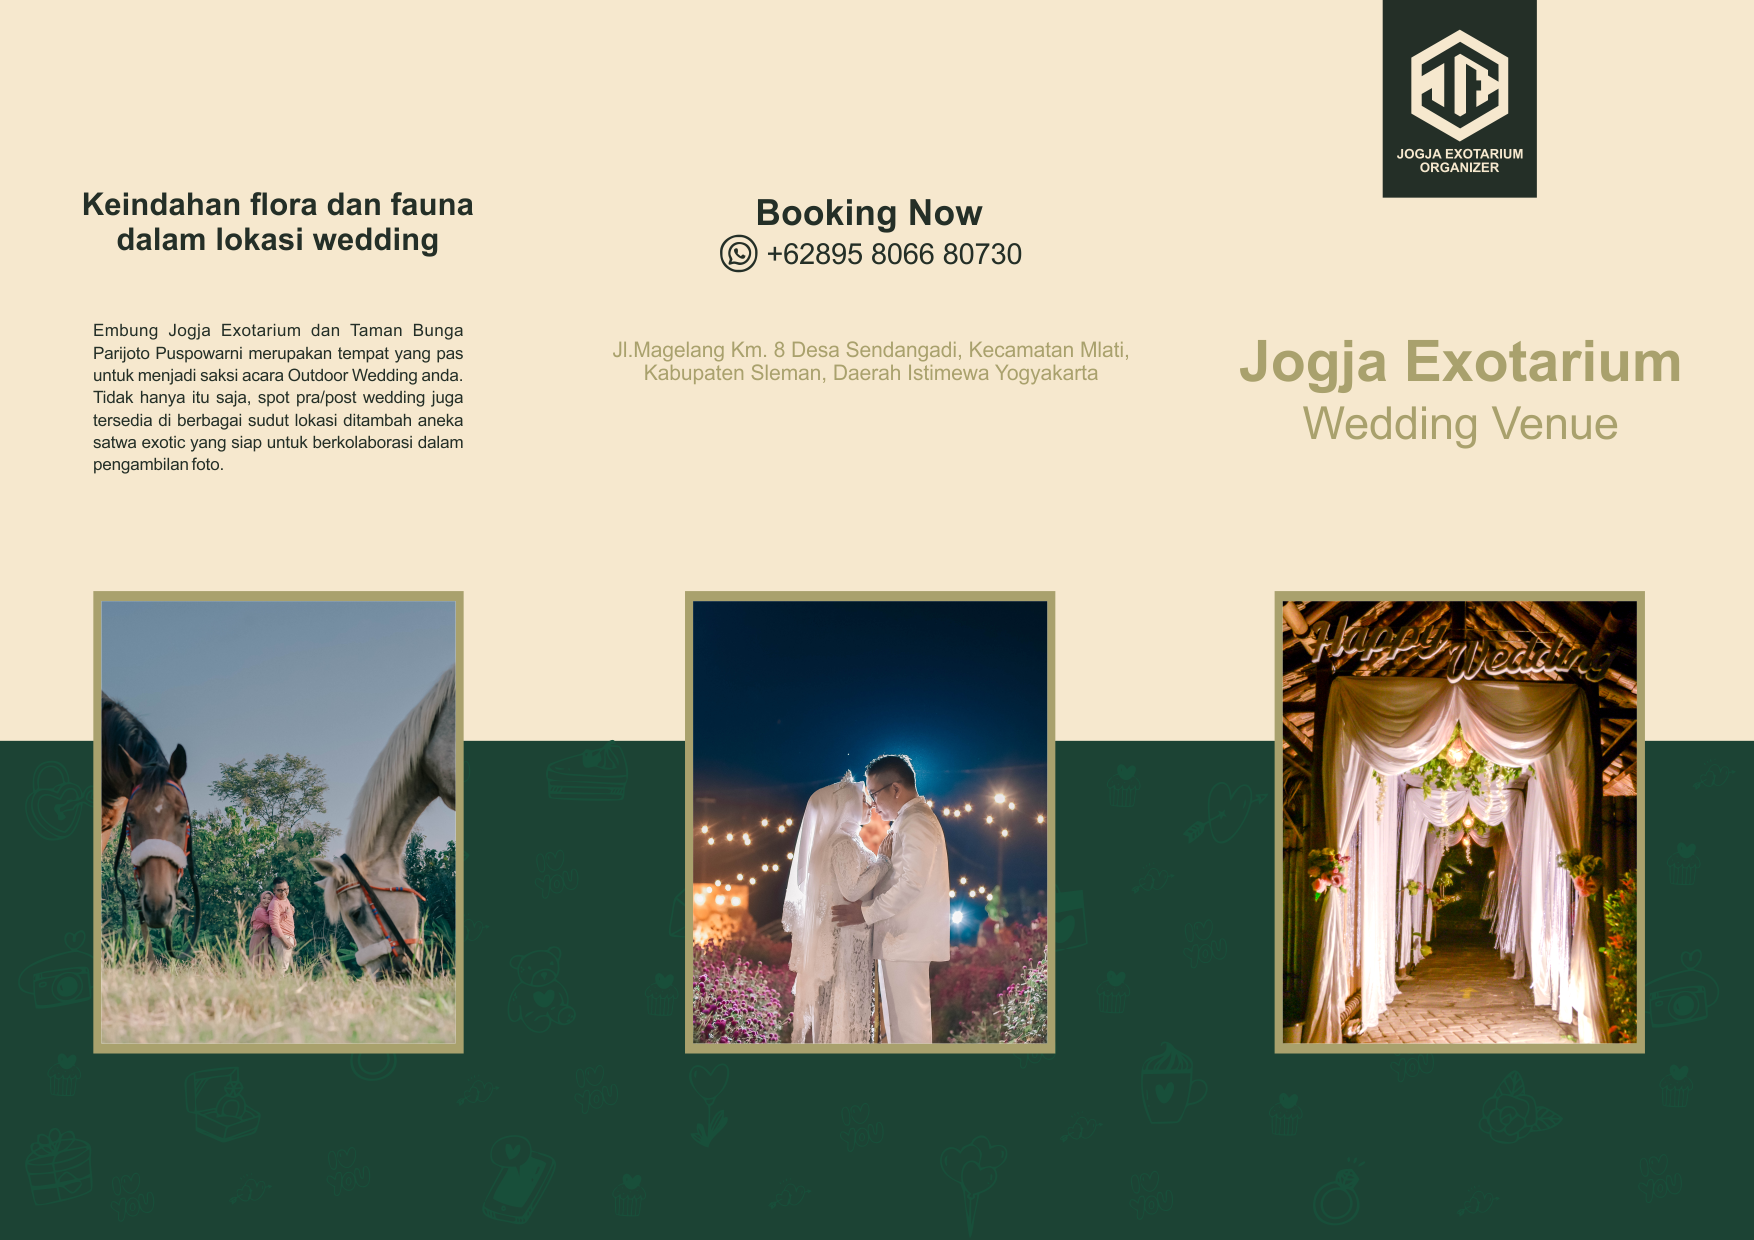 Keindahan flora dan fauna
dalam lokasi wedding
Embung Jogja Exotarium dan Taman Bunga
Parijoto Puspowarni merupakan tempat yang pas
untuk menjadi saksi acara Outdoor Wedding anda.
Tidak hanya itu saja, spot pra/post wedding juga
tersedia di berbagai sudut lokasi ditambah aneka
satwa exotic yang siap untuk berkolaborasi dalam
pengambilan foto.
Booking Now
+62895 8066 80730
Jl.Magelang Km. 8 Desa Sendangadi, Kecamatan Mlati,
Kabupaten Sleman, Daerah Istimewa Yogyakarta
JOGJA EXOTARIUM
ORGANIZER
Jogja Exotarium
Wedding Venue
Happy
Wedding